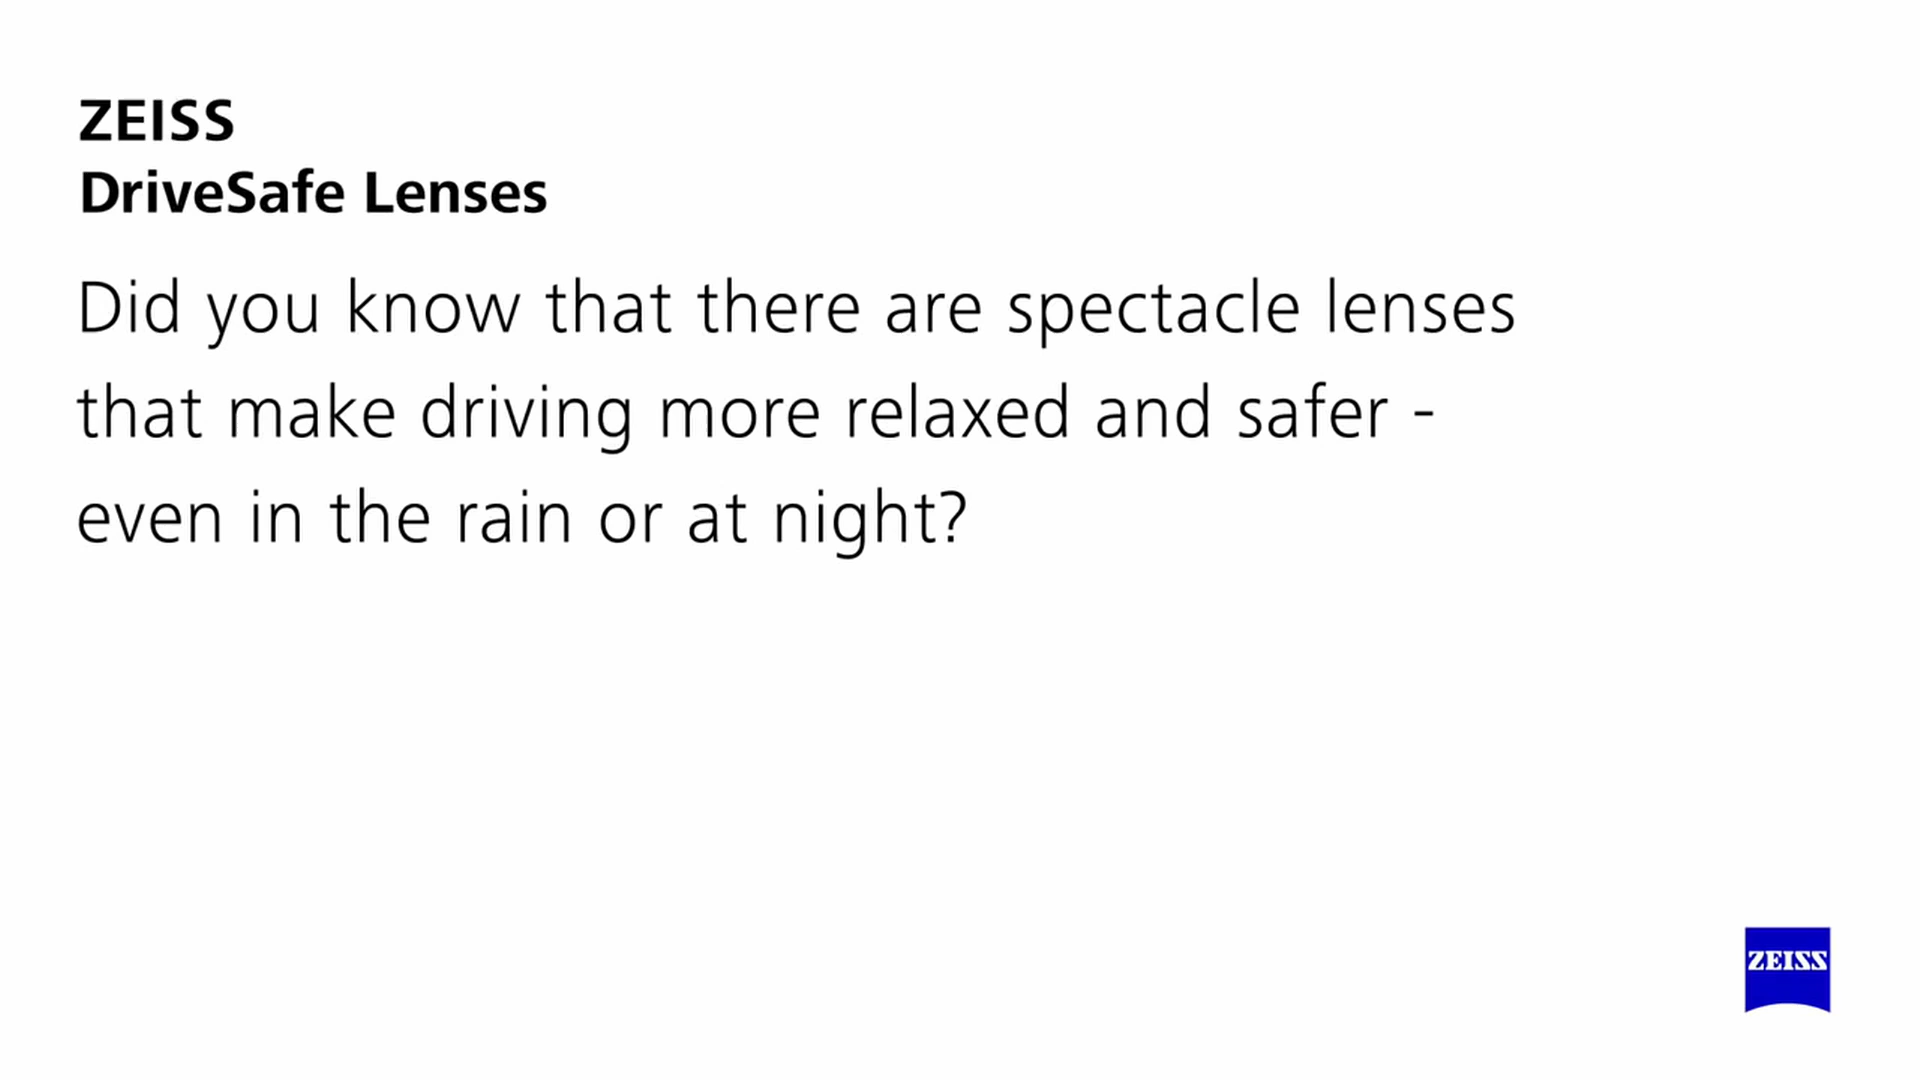 ZEISS
DriveSafe Lenses
Did you know that there are spectacle lenses
that make driving more relaxed and safer -
even in the rain or at night?
ZEISS